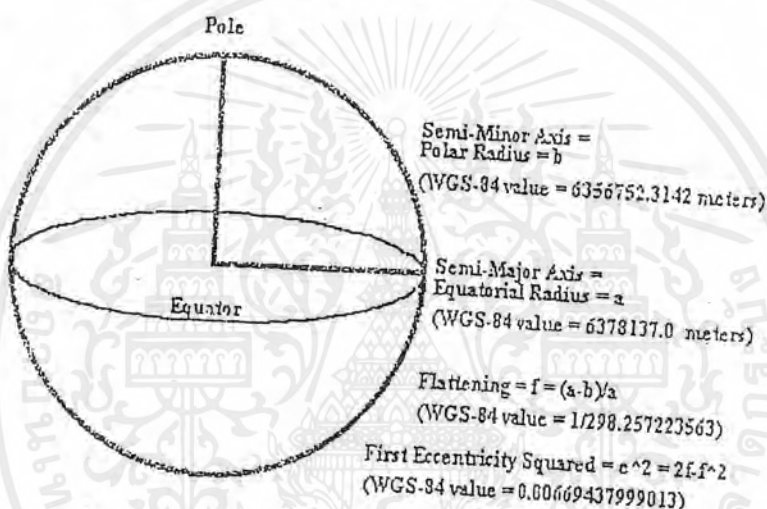 Pole
Semi-Minor Axis =
Polar Radius = b
(WGS-84 value = 6356752.3142 meters)
Semi-Major Axis =
Equatorial Radius = a
(WGS-84 value = 6378137.0 meters)
Equator
Flattening = f = (a-b)/a
(WGS-84 value = 1/298.257223563)
First Eccentricity Squared = e^2 = 2f-f^2
(WGS-84 value = 0.00669437999013)